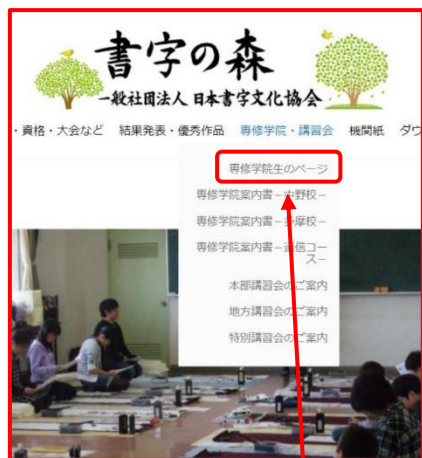 書字の森
一般社団法人 日本書字文化協会
・資格・大会など 結果発表・優秀作品 専修学院・講習会 機関紙 ダウ
専修学院生のページ
専修学院案内書－中野校－
専修学院案内書－多摩校－
専修学院案内書－通信コー
ス－
本部講習会のご案内
地方講習会のご案内
特別講習会のご案内